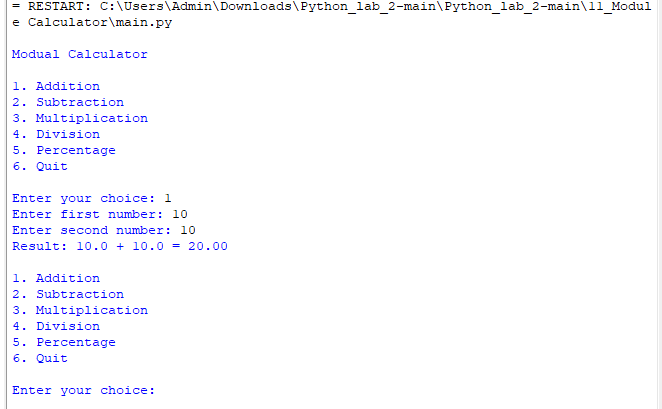 = RESTART: C:\Users\Admin\Downloads\Python_lab_2-main\Python_lab_2-main\11_Modul
e Calculator\main.py
Modual Calculator
1. Addition
2. Subtraction
3. Multiplication
4. Division
5. Percentage
6. Quit
Enter your choice: 1
Enter first number: 10
Enter second number: 10
Result: 10.0 + 10.0 = 20.00
1. Addition
2. Subtraction
3. Multiplication
4. Division
5. Percentage
6. Quit
Enter your choice: